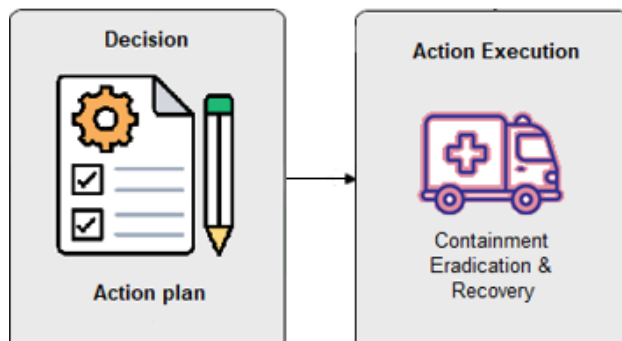 Decision
Action plan
Action Execution
Containment
Eradication &
Recovery